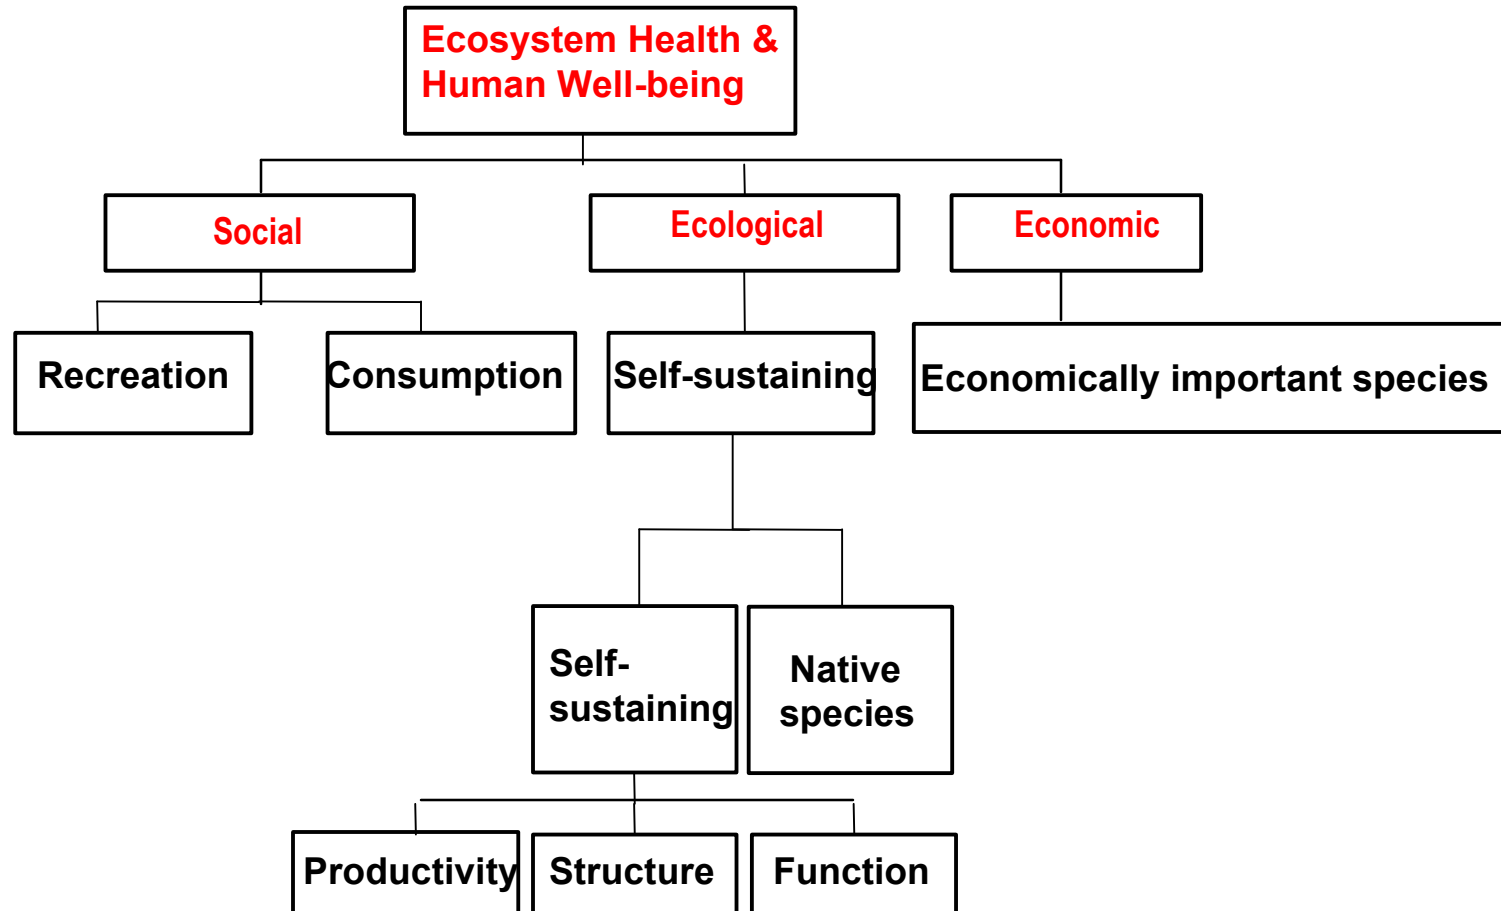 Ecosystem Health &
Human Well-being
Social
Ecological
Economic
Recreation
Consumption
Self-sustaining
Economically important species
Self-
sustaining
Native
species
Productivity
Structure
Function